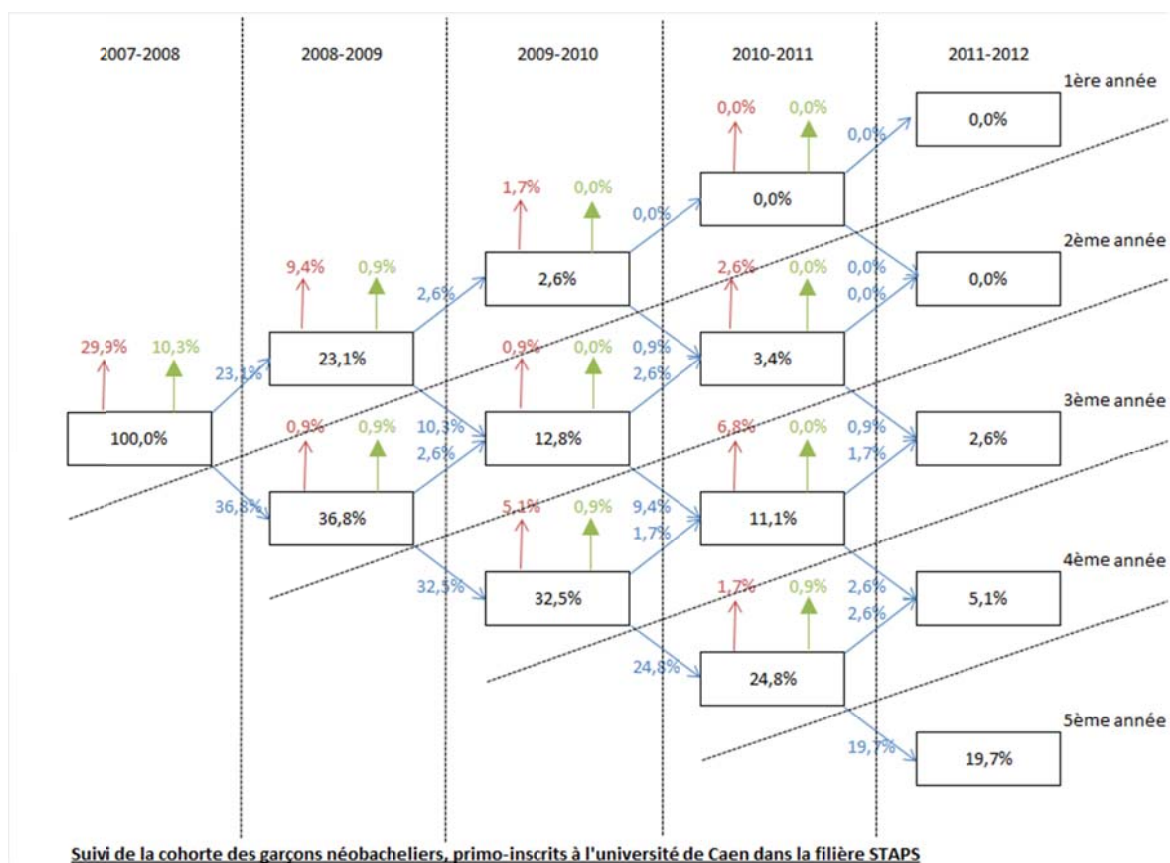 2007-2008 2008-2009 2009-2010 2010-2011 2011-2012
1ère année
0,0% 0,0% 0,0% 0,0%
1,7% 0,0% 0,0% 0,0%
2ème année
9,4% 0,9% 2,6% 2,6% 2,6% 0,0% 0,0% 0,0%
0,0%
29,9% 10,3% 23,1% 23,1% 0,9% 0,0% 0,9% 3,4%
2,6%
3ème année
100,0% 0,9% 0,9% 10,3% 12,8% 6,8% 0,0% 0,9% 2,6%
2,6% 1,7%
36,8% 36,8% 5,1% 0,9% 9,4% 11,1%
1,7%
4ème année
32,5% 32,5% 1,7% 0,9% 2,6% 5,1%
2,6%
24,8% 24,8%
5ème année
19,7% 19,7%
Suivi de la cohorte des garçons néobacheliers, primo-inscrits à l'université de Caen dans la filière STAPS